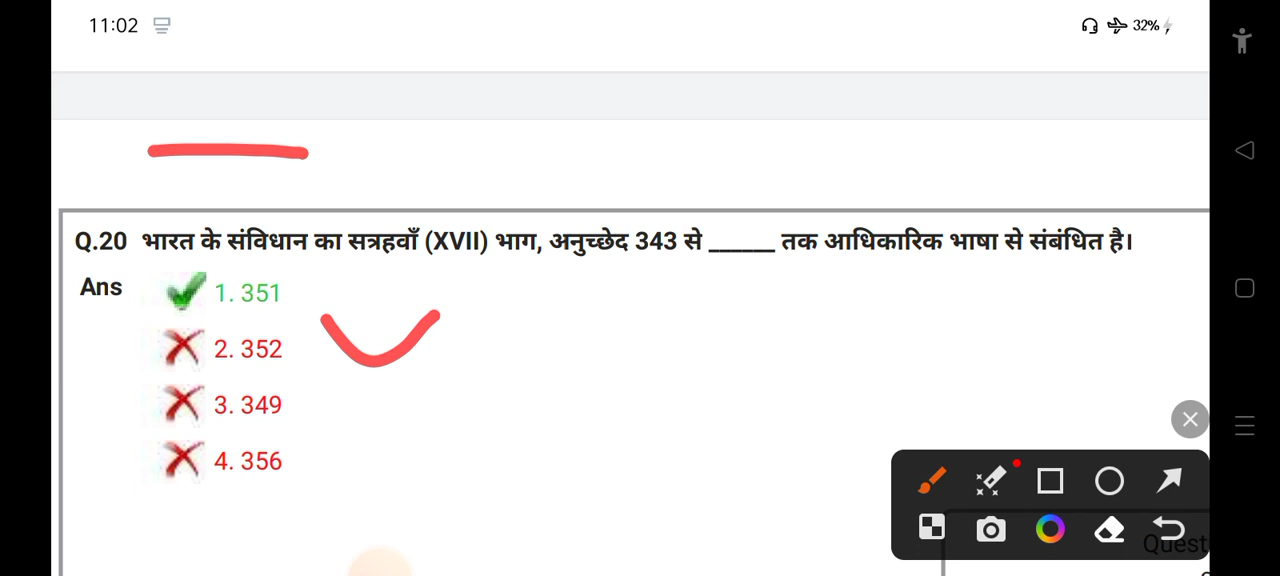 11:02
32%
Q.20 भारत के संविधान का सत्रहवाँ (XVII) भाग, अनुच्छेद 343 से ______ तक आधिकारिक भाषा से संबंधित है।
Ans 1. 351
2. 352
3. 349
4. 356
Quest